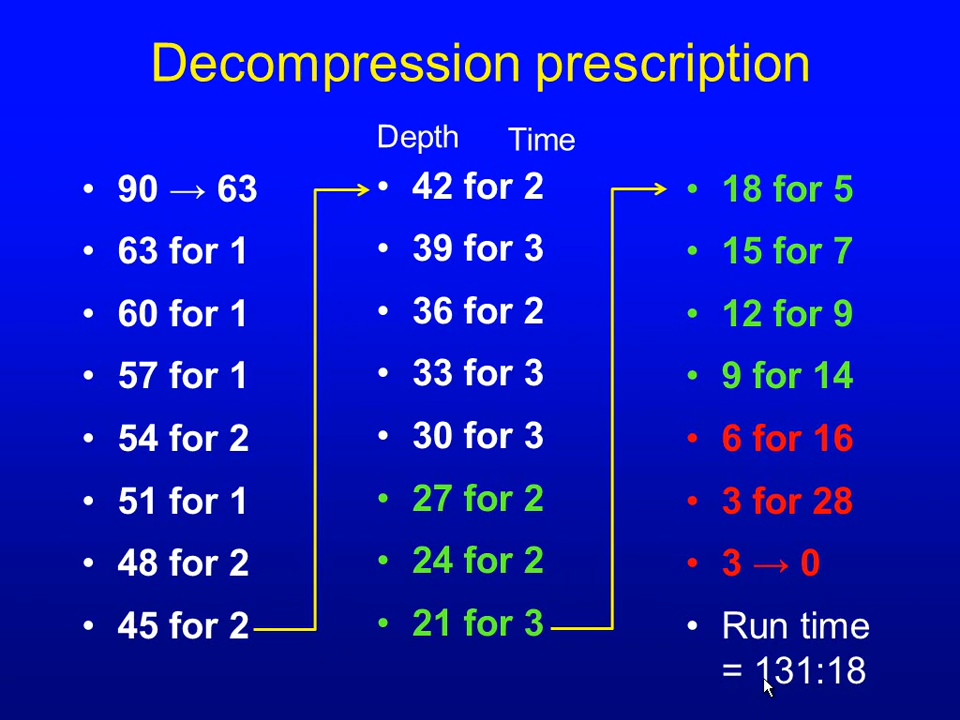 Decompression prescription
• 90 → 63
• 63 for 1
• 60 for 1
• 57 for 1
• 54 for 2
• 51 for 1
• 48 for 2
• 45 for 2
Depth Time
• 42 for 2
• 39 for 3
• 36 for 2
• 33 for 3
• 30 for 3
• 27 for 2
• 24 for 2
• 21 for 3
• 18 for 5
• 15 for 7
• 12 for 9
• 9 for 14
• 6 for 16
• 3 for 28
• 3 → 0
• Run time
= 131:18